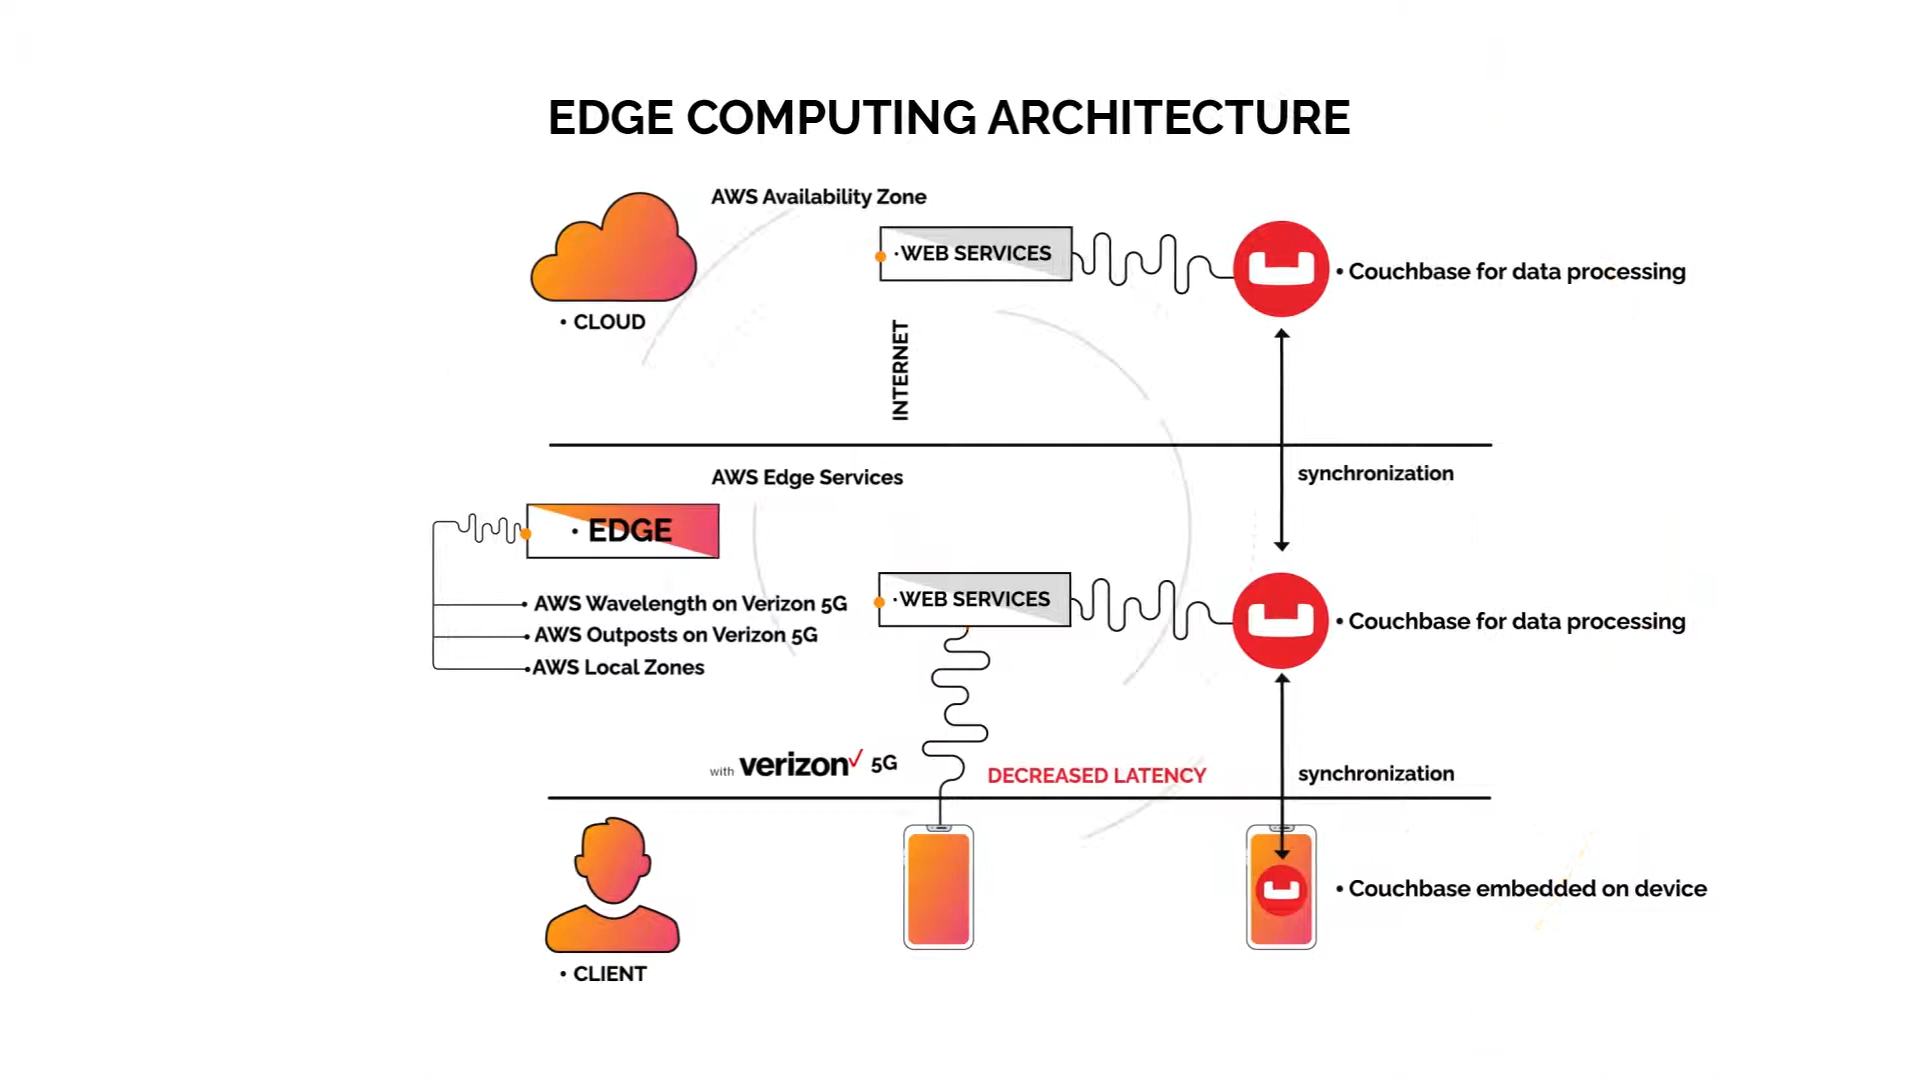 EDGE COMPUTING ARCHITECTURE
AWS Availability Zone
• WEB SERVICES
• Couchbase for data processing
• CLOUD
INTERNET
AWS Edge Services
synchronization
• EDGE
AWS Wavelength on Verizon 5G
• WEB SERVICES
• Couchbase for data processing
AWS Outposts on Verizon 5G
AWS Local Zones
with verizon✓ 5G
DECREASED LATENCY
synchronization
• Couchbase embedded on device
• CLIENT